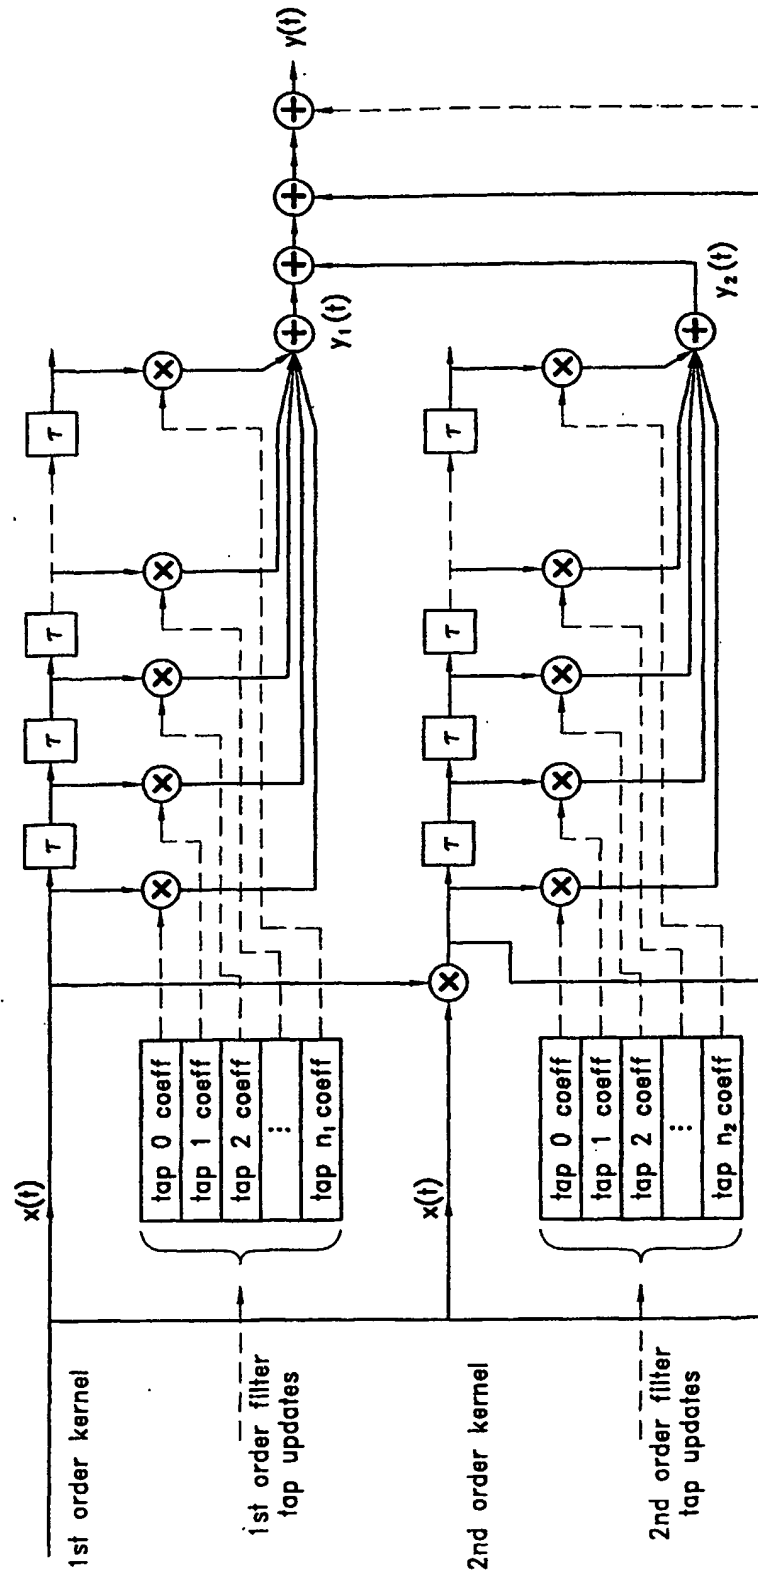 1st order kernel
x(t)
τ
τ
τ
τ
1st order filter
tap updates
tap 0 coeff
tap 1 coeff
tap 2 coeff
⋮
tap n₁ coeff
y₁(t)
y(t)
2nd order kernel
x(t)
τ
τ
τ
τ
2nd order filter
tap updates
tap 0 coeff
tap 1 coeff
tap 2 coeff
⋮
tap n₂ coeff
y₂(t)